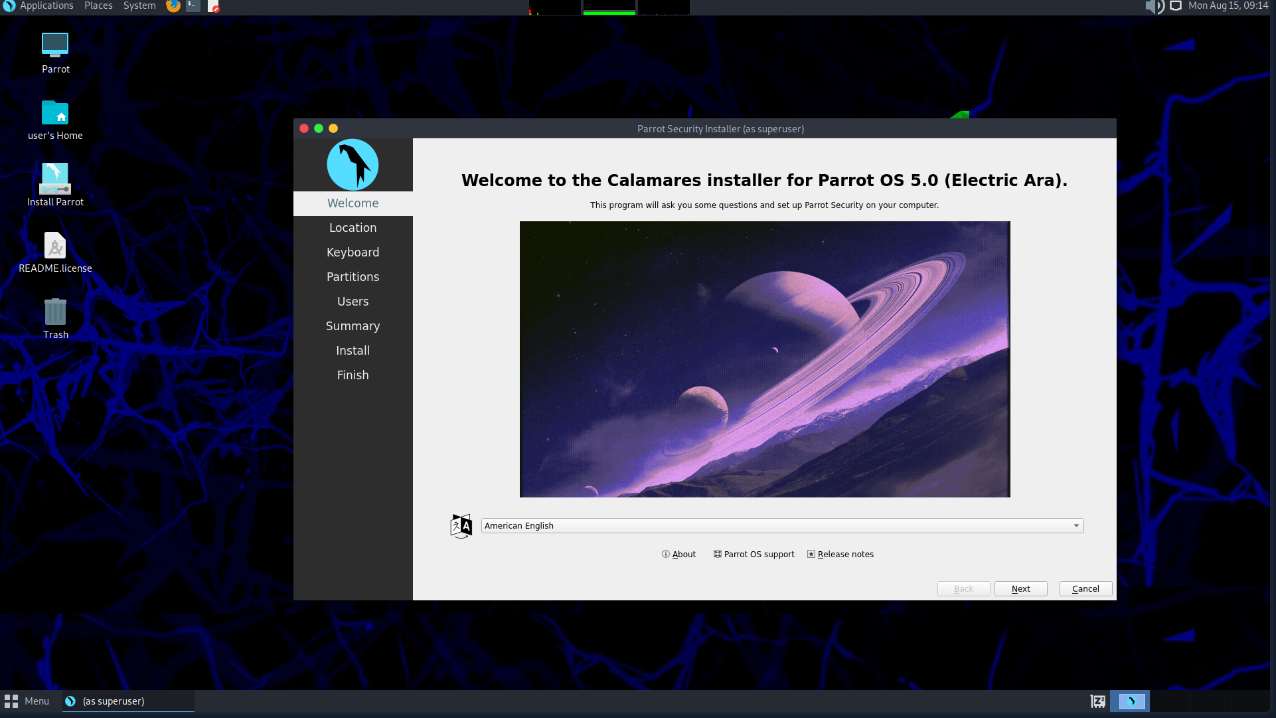 Applications Places System
Mon Aug 15, 09:14
Parrot
user's Home
Install Parrot
README.license
Trash
Parrot Security Installer (as superuser)
Welcome
Location
Keyboard
Partitions
Users
Summary
Install
Finish
Welcome to the Calamares installer for Parrot OS 5.0 (Electric Ara).
This program will ask you some questions and set up Parrot Security on your computer.
American English
About Parrot OS support Release notes
Back Next Cancel
Menu (as superuser)